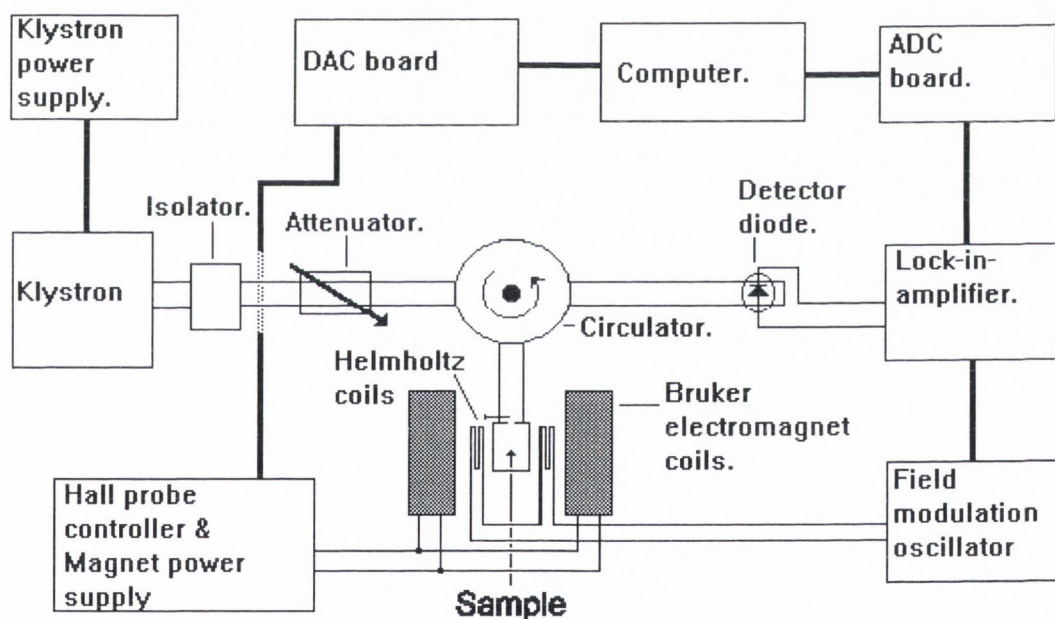 Klystron
power
supply.
DAC board
Computer.
ADC
board.
Isolator.
Attenuator.
Detector
diode.
Klystron
Lock-in-
amplifier.
Circulator.
Helmholtz
coils
Bruker
electromagnet
coils.
Hall probe
controller &
Magnet power
supply
Field
modulation
oscillator
Sample